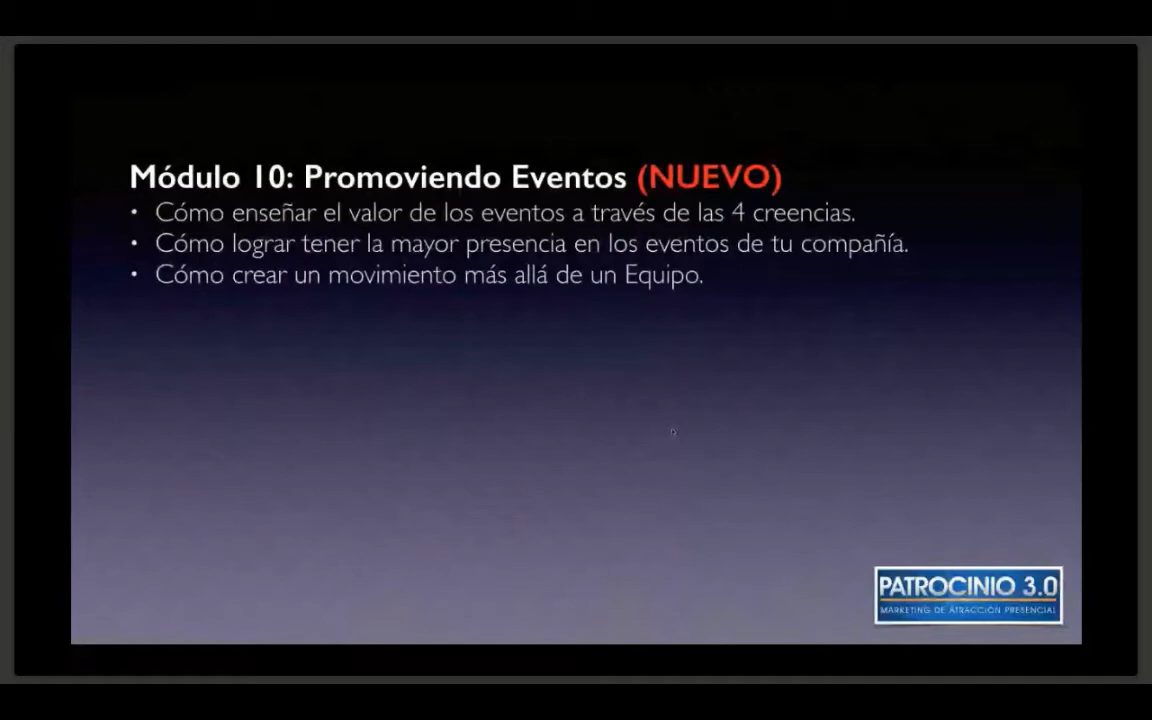 Módulo 10: Promoviendo Eventos (NUEVO)
• Cómo enseñar el valor de los eventos a través de las 4 creencias.
• Cómo lograr tener la mayor presencia en los eventos de tu compañía.
• Cómo crear un movimiento más allá de un Equipo.
PATROCINIO 3.0
MARKETING DE ATRACCIÓN PRESENCIAL